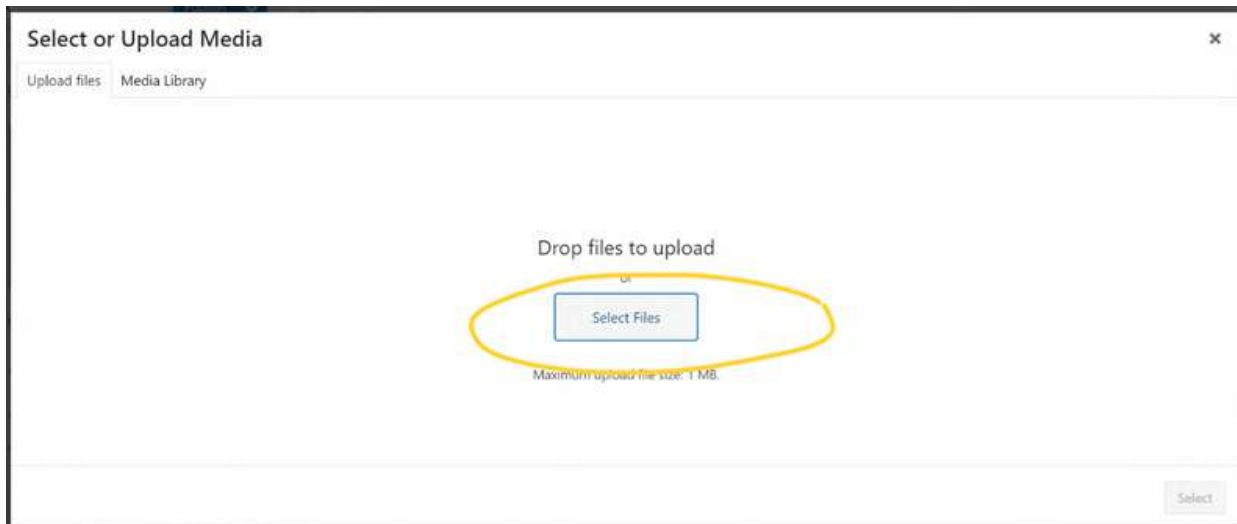 Select or Upload Media
Upload files Media Library
Drop files to upload
or
Select Files
Maximum upload file size: 1 MB.
Select